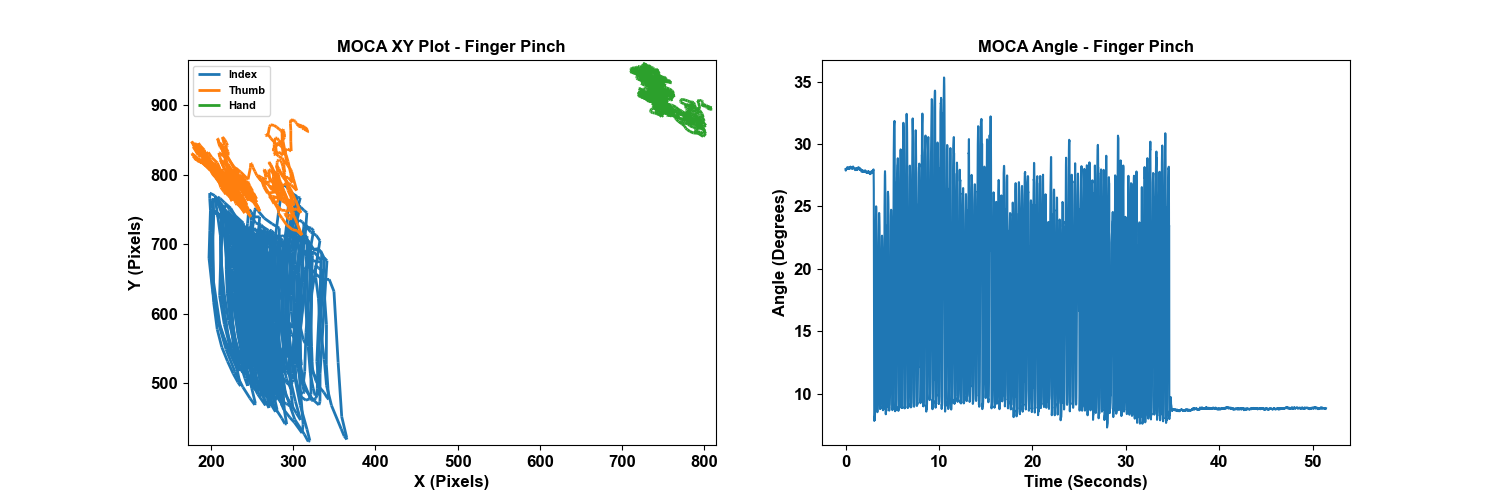 MOCA XY Plot - Finger Pinch
Index
Thumb
Hand
900
800
700
600
500
Y (Pixels)
200 300 400 500 600 700 800
X (Pixels)
MOCA Angle - Finger Pinch
35
30
25
20
15
10
Angle (Degrees)
0 10 20 30 40 50
Time (Seconds)